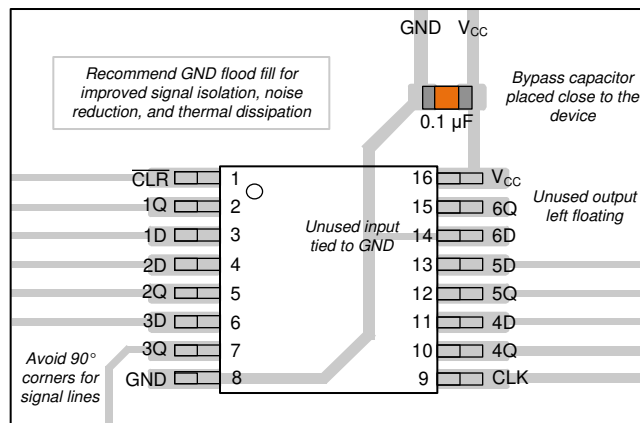 GND VCC
Recommend GND flood fill for
improved signal isolation, noise
reduction, and thermal dissipation
Bypass capacitor
placed close to the
device
0.1 µF
CLR 1 16 VCC
1Q 2 15 6Q
Unused output
left floating
1D 3 14 6D
Unused input
tied to GND
2D 4 13 5D
2Q 5 12 5Q
3D 6 11 4D
3Q 7 10 4Q
GND 8 9 CLK
Avoid 90°
corners for
signal lines